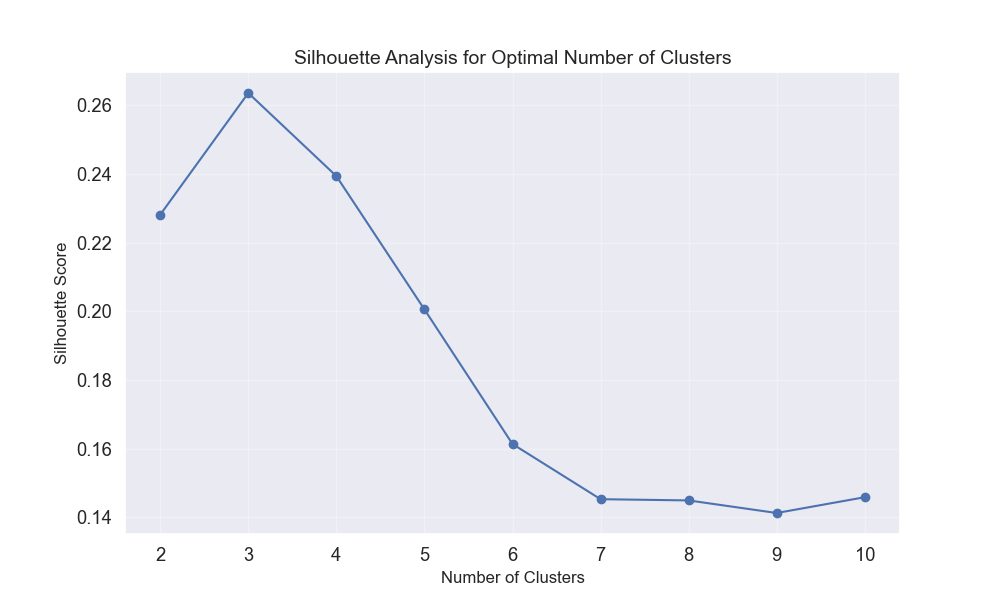 Silhouette Analysis for Optimal Number of Clusters
0.26
0.24
0.22
0.20
0.18
0.16
0.14
Silhouette Score
2 3 4 5 6 7 8 9 10
Number of Clusters